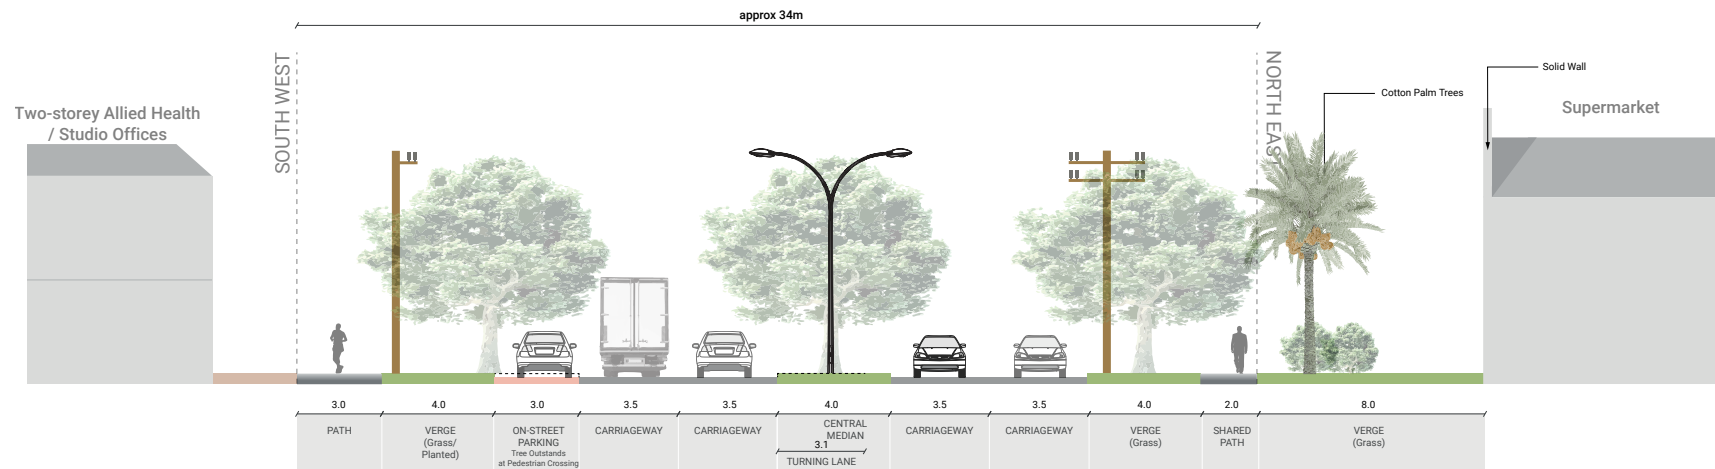 approx 34m
SOUTH WEST
NORTH EAST
Solid Wall
Cotton Palm Trees
Two-storey Allied Health
/ Studio Offices
Supermarket
3.0
4.0
3.0
3.5
3.5
4.0
3.5
3.5
4.0
2.0
8.0
PATH
VERGE
(Grass/
Planted)
ON-STREET
PARKING
Tree Outstands
at Pedestrian Crossing
CARRIAGEWAY
CARRIAGEWAY
CENTRAL
MEDIAN
3.1
TURNING LANE
CARRIAGEWAY
CARRIAGEWAY
VERGE
(Grass)
SHARED
PATH
VERGE
(Grass)